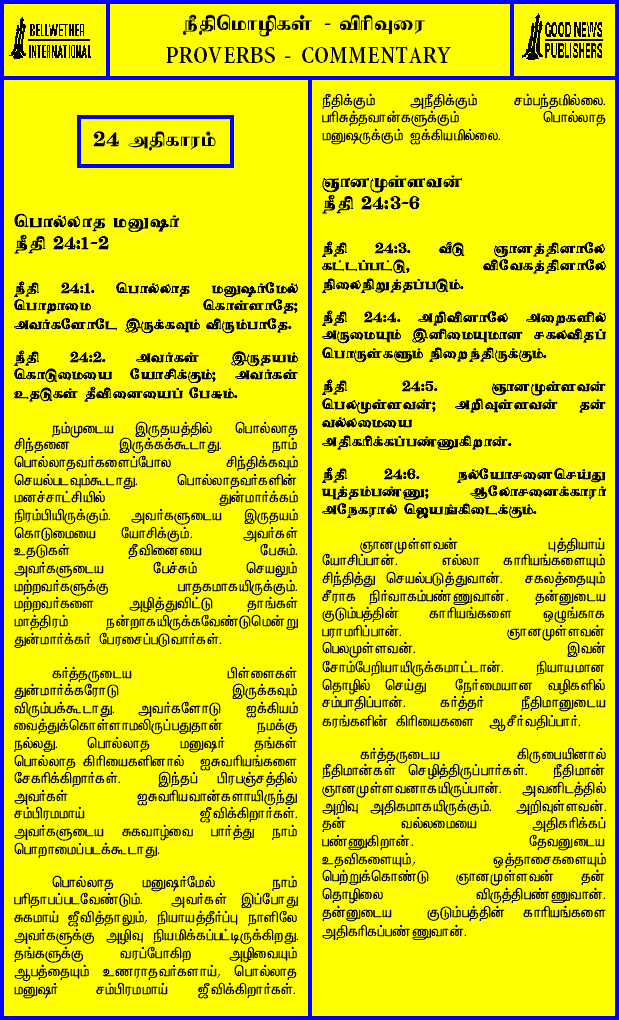 BELLWETHER
INTERNATIONAL
நீதிமொழிகள் - விரிவுரை
PROVERBS - COMMENTARY
GOOD NEWS
PUBLISHERS
24 அதிகாரம்
பொல்லாத மனுஷர்
நீதி 24:1-2
நீதி 24:1. பொல்லாத மனுஷர்மேல்
பொறாமை கொள்ளாதே;
அவர்களோடே இருக்கவும் விரும்பாதே.
நீதி 24:2. அவர்கள் இருதயம்
கொடுமையை யோசிக்கும்; அவர்கள்
உதடுகள் தீவினையைப் பேசும்.
நம்முடைய இருதயத்தில் பொல்லாத
சிந்தனை இருக்கக்கூடாது. நாம்
பொல்லாதவர்களைப்போல சிந்திக்கவும்
செயல்படவும்கூடாது. பொல்லாதவர்களின்
மனச்சாட்சியில் துன்மார்க்கம்
நிரம்பியிருக்கும். அவர்களுடைய இருதயம்
கொடுமையை யோசிக்கும். அவர்கள்
உதடுகள் தீவினையை பேசும்.
அவர்களுடைய பேச்சும் செயலும்
மற்றவர்களுக்கு பாதகமாகயிருக்கும்.
மற்றவர்களை அழித்துவிட்டு தாங்கள்
மாத்திரம் நன்றாகயிருக்கவேண்டுமென்று
துன்மார்க்கர் பேரசைப்படுவார்கள்.
கர்த்தருடைய பிள்ளைகள்
துன்மார்க்கரோடு இருக்கவும்
விரும்பக்கூடாது. அவர்களோடு ஐக்கியம்
வைத்துக்கொள்ளாமலிருப்பதுதான் நமக்கு
நல்லது. பொல்லாத மனுஷர் தங்கள்
பொல்லாத கிரியைகளினால் ஐசுவரியங்களை
சேகரிக்கிறார்கள். இந்தப் பிரபஞ்சத்தில்
அவர்கள் ஐசுவரியவான்களாயிருந்து
சம்பிரமமாய் ஜீவிக்கிறார்கள்.
அவர்களுடைய சுகவாழ்வை பார்த்து நாம்
பொறாமைப்படக்கூடாது.
பொல்லாத மனுஷர்மேல் நாம்
பரிதாபப்படவேண்டும். அவர்கள் இப்போது
சுகமாய் ஜீவித்தாலும், நியாயத்தீர்ப்பு நாளிலே
அவர்களுக்கு அழிவு நியமிக்கப்பட்டிருக்கிறது.
தங்களுக்கு வரப்போகிற அழிவையும்
ஆபத்தையும் உணராதவர்களாய், பொல்லாத
மனுஷர் சம்பிரமமாய் ஜீவிக்கிறார்கள்.
நீதிக்கும் அநீதிக்கும் சம்பந்தமில்லை.
பரிசுத்தவான்களுக்கும் பொல்லாத
மனுஷருக்கும் ஐக்கியமில்லை.
ஞானமுள்ளவன்
நீதி 24:3-6
நீதி 24:3. வீடு ஞானத்தினாலே
கட்டப்பட்டு, விவேகத்தினாலே
நிலைநிறுத்தப்படும்.
நீதி 24:4. அறிவினாலே அறைகளில்
அருமையும் இனிமையுமான சகலவிதப்
பொருள்களும் நிறைந்திருக்கும்.
நீதி 24:5. ஞானமுள்ளவன்
பெலமுள்ளவன்; அறிவுள்ளவன் தன்
வல்லமையை
அதிகரிக்கப்பண்ணுகிறான்.
நீதி 24:6. நல்யோசனைசெய்து
யுத்தம்பண்ணு; ஆலோசனைக்காரர்
அநேகரால் ஜெயங்கிடைக்கும்.
ஞானமுள்ளவன் புத்தியாய்
யோசிப்பான். எல்லா காரியங்களையும்
சிந்தித்து செயல்படுத்துவான். சகலத்தையும்
சீராக நிர்வாகம்பண்ணுவான். தன்னுடைய
குடும்பத்தின் காரியங்களை ஒழுங்காக
பராமரிப்பான். ஞானமுள்ளவன்
பெலமுள்ளவன். இவன்
சோம்பேறியாயிருக்கமாட்டான். நியாயமான
தொழில் செய்து நேர்மையான வழிகளில்
சம்பாதிப்பான். கர்த்தர் நீதிமானுடைய
கரங்களின் கிரியைகளை ஆசீர்வதிப்பார்.
கர்த்தருடைய கிருபையினால்
நீதிமான்கள் செழித்திருப்பார்கள். நீதிமான்
ஞானமுள்ளவனாகயிருப்பான். அவனிடத்தில்
அறிவு அதிகமாகயிருக்கும். அறிவுள்ளவன்.
தன் வல்லமையை அதிகரிக்கப்
பண்ணுகிறான். தேவனுடைய
உதவிகளையும், ஒத்தாசைகளையும்
பெற்றுக்கொண்டு ஞானமுள்ளவன் தன்
தொழிலை விருத்திபண்ணுவான்.
தன்னுடைய குடும்பத்தின் காரியங்களை
அதிகரிகப்பண்ணுவான்.